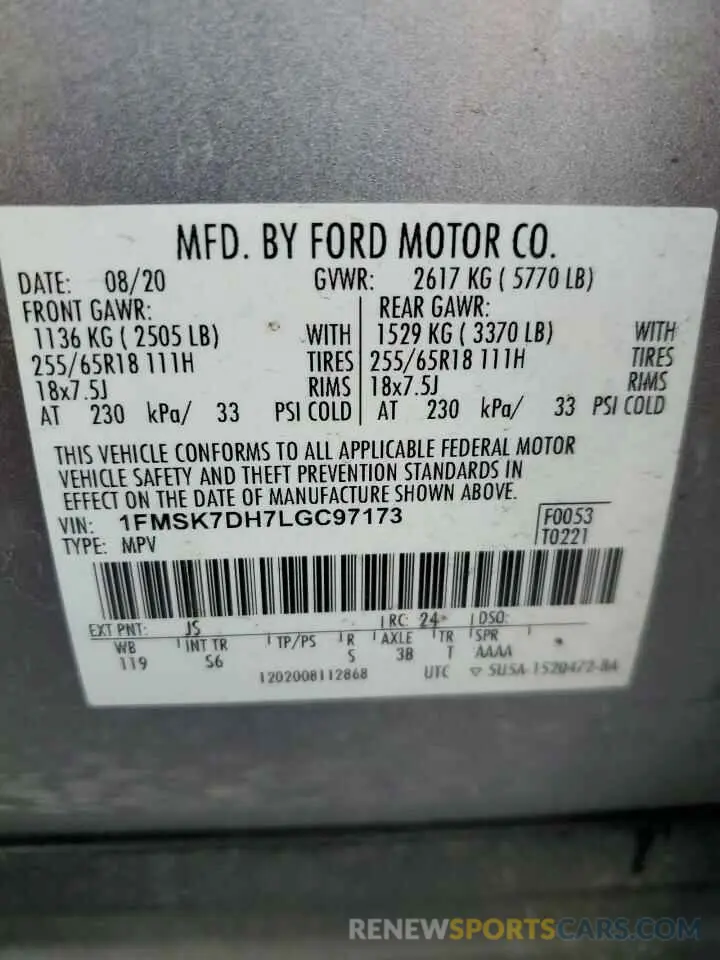 MFD. BY FORD MOTOR CO.
DATE: 08/20 GVWR: 2617 KG ( 5770 LB)
FRONT GAWR: REAR GAWR:
1136 KG ( 2505 LB) WITH 1529 KG ( 3370 LB) WITH
255/65R18 111H TIRES 255/65R18 111H TIRES
18x7.5J RIMS 18x7.5J RIMS
AT 230 kPa/ 33 PSI COLD AT 230 kPa/ 33 PSI COLD
THIS VEHICLE CONFORMS TO ALL APPLICABLE FEDERAL MOTOR
VEHICLE SAFETY AND THEFT PREVENTION STANDARDS IN
EFFECT ON THE DATE OF MANUFACTURE SHOWN ABOVE.
VIN: 1FMSK7DH7LGC97173 F0053
TYPE: MPV T0221
EXT PNT: JS RC: 24 DSO:
WB INT TR TP/PS R AXLE TR SPR
119 S6 S 3B T AAAA
1202008112868 UTC 5U5A-1520472-BA
RENEWSPORTSCARS.COM